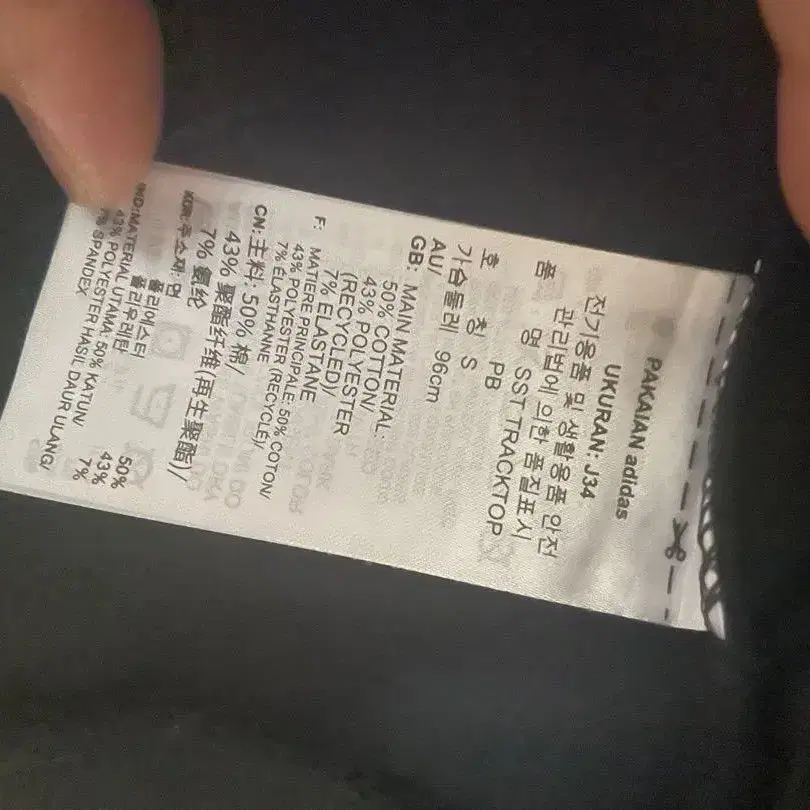 PAKAIAN adidas
UKURAN: J34
전기용품 및 생활용품 안전
관리법에 의한 품질표시
품 명 SST TRACKTOP
PB
호 칭 S
가슴둘레 96cm
AU/
GB: MAIN MATERIAL:
50% COTTON/
43% POLYESTER
(RECYCLED)/
7% ELASTANE
F: MATIERE PRINCIPALE: 50% COTON/
43% POLYESTER (RECYCLE)/
7% ELASTHANNE
CN:主料: 50% 棉/
43% 聚酯纤维(再生聚酯)/
7% 氨纶
KOR:주소재: 면 50%
폴리에스터 43%
폴리우레탄 7%
IND:MATERIAL UTAMA: 50% KATUN/
43% POLYESTER HASIL DAUR ULANG/
7% SPANDEX